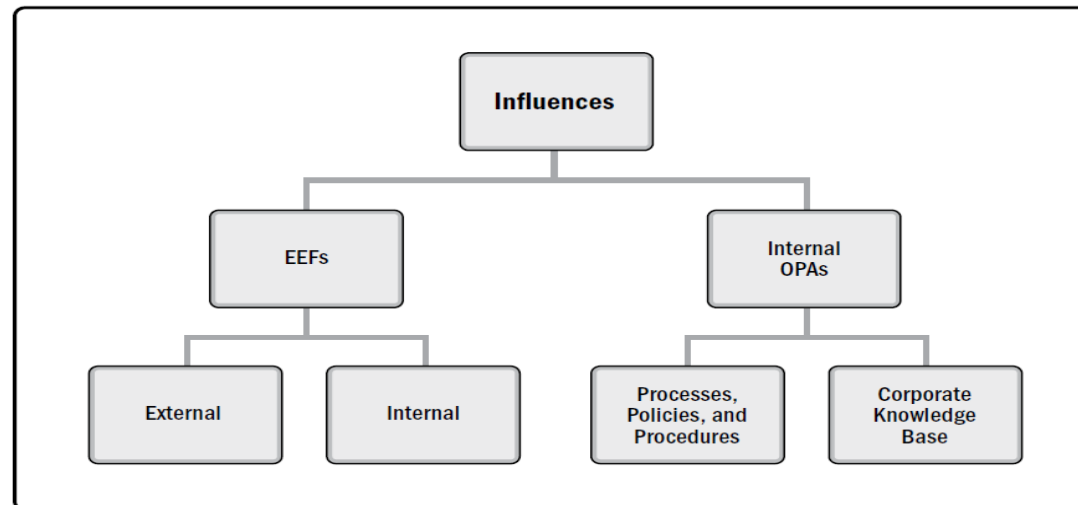 Influences
EEFs
Internal
OPAs
External
Internal
Processes,
Policies, and
Procedures
Corporate
Knowledge
Base